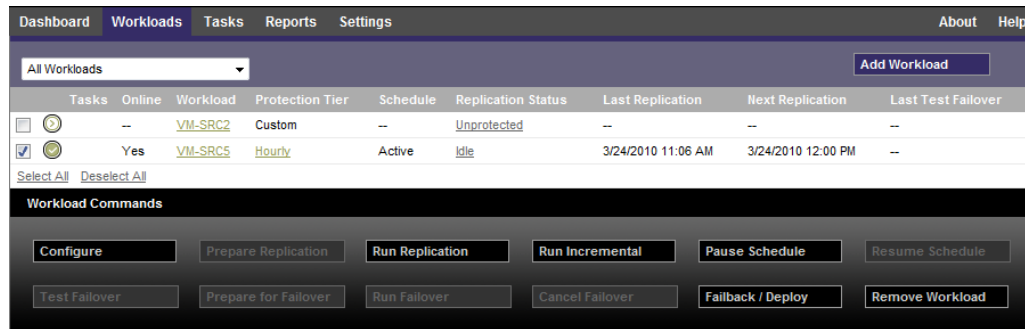 Dashboard Workloads Tasks Reports Settings About Help
All Workloads Add Workload
Tasks Online Workload Protection Tier Schedule Replication Status Last Replication Next Replication Last Test Failover
-- VM-SRC2 Custom -- Unprotected -- -- --
Yes VM-SRC5 Hourly Active Idle 3/24/2010 11:06 AM 3/24/2010 12:00 PM --
Select All Deselect All
Workload Commands
Configure Prepare Replication Run Replication Run Incremental Pause Schedule Resume Schedule
Test Failover Prepare for Failover Run Failover Cancel Failover Failback / Deploy Remove Workload